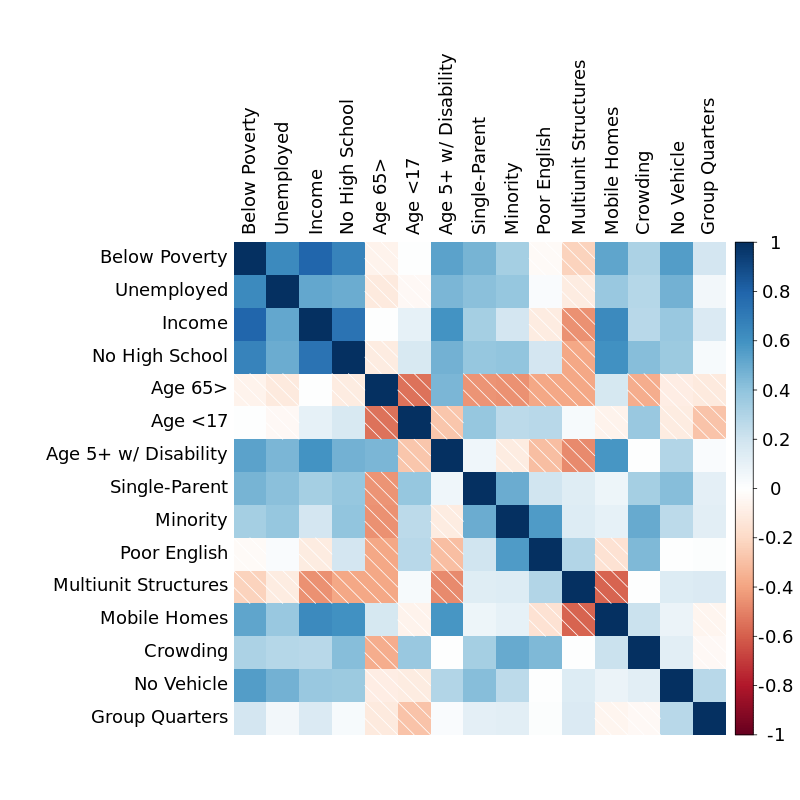 Below Poverty
Unemployed
Income
No High School
Age 65>
Age <17
Age 5+ w/ Disability
Single-Parent
Minority
Poor English
Multiunit Structures
Mobile Homes
Crowding
No Vehicle
Group Quarters
Below Poverty
Unemployed
Income
No High School
Age 65>
Age <17
Age 5+ w/ Disability
Single-Parent
Minority
Poor English
Multiunit Structures
Mobile Homes
Crowding
No Vehicle
Group Quarters
1
0.8
0.6
0.4
0.2
0
-0.2
-0.4
-0.6
-0.8
-1